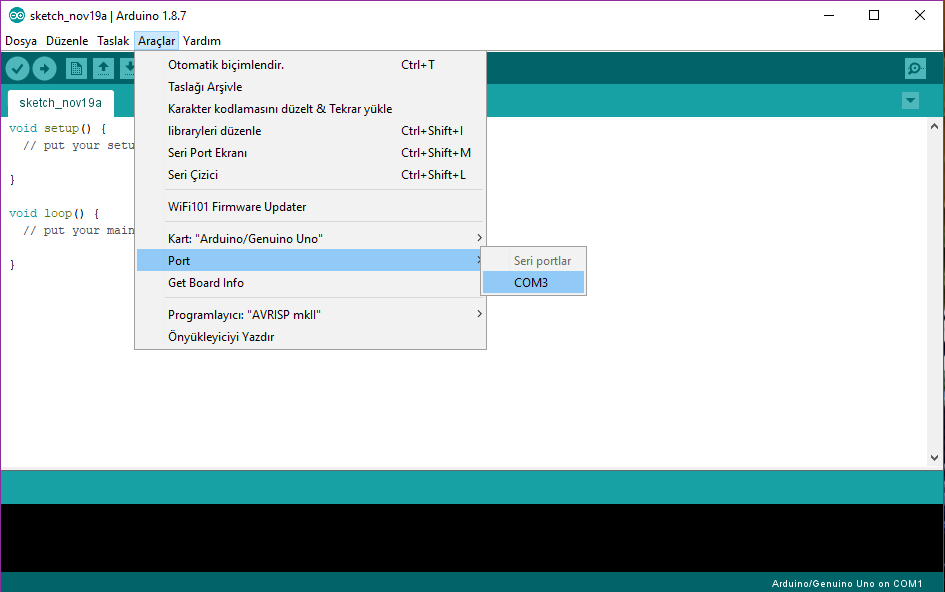 sketch_nov19a | Arduino 1.8.7
Dosya Düzenle Taslak Araçlar Yardım
sketch_nov19a
void setup() {
// put your setu
}
void loop() {
// put your main
}
Otomatik biçimlendir. Ctrl+T
Taslağı Arşivle
Karakter kodlamasını düzelt & Tekrar yükle
libraryleri düzenle Ctrl+Shift+I
Seri Port Ekranı Ctrl+Shift+M
Seri Çizici Ctrl+Shift+L
WiFi101 Firmware Updater
Kart: "Arduino/Genuino Uno"
Port
Get Board Info
Programlayıcı: "AVRISP mkII"
Önyükleyiciyi Yazdır
Seri portlar
COM3
Arduino/Genuino Uno on COM1